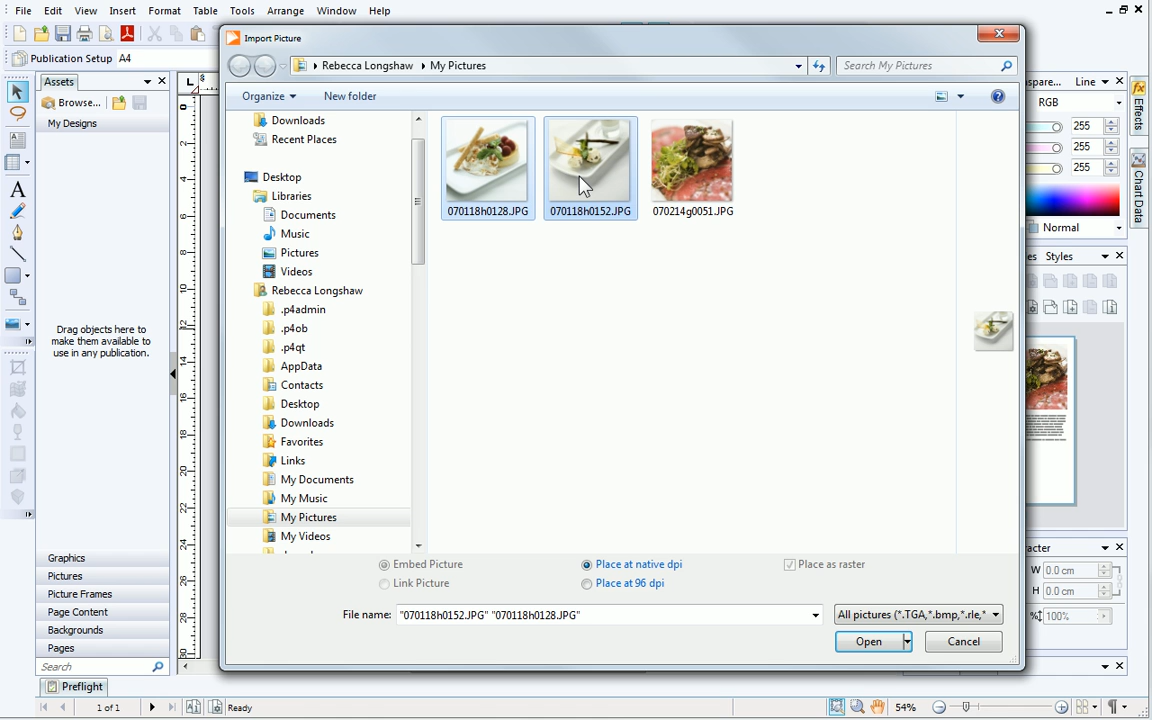 File Edit View Insert Format Table Tools Arrange Window Help
Publication Setup A4
Assets
Browse...
My Designs
Drag objects here to
make them available to
use in any publication.
Graphics
Pictures
Picture Frames
Page Content
Backgrounds
Pages
Search
Preflight
1 of 1
Ready
54%
Import Picture
Rebecca Longshaw My Pictures
Search My Pictures
Organize New folder
Downloads
Recent Places
Desktop
Libraries
Documents
Music
Pictures
Videos
Rebecca Longshaw
.p4admin
.p4ob
.p4qt
AppData
Contacts
Desktop
Downloads
Favorites
Links
My Documents
My Music
My Pictures
My Videos
070118h0128.JPG 070118h0152.JPG 070214g0051.JPG
Embed Picture Place at native dpi Place as raster
Link Picture Place at 96 dpi
File name: "070118h0152.JPG" "070118h0128.JPG" All pictures (*.TGA,*.bmp,*.rle,*
Open Cancel
Line
RGB
255
255
255
Normal
Styles
W 0.0 cm
H 0.0 cm
100%
Effects
Chart Data